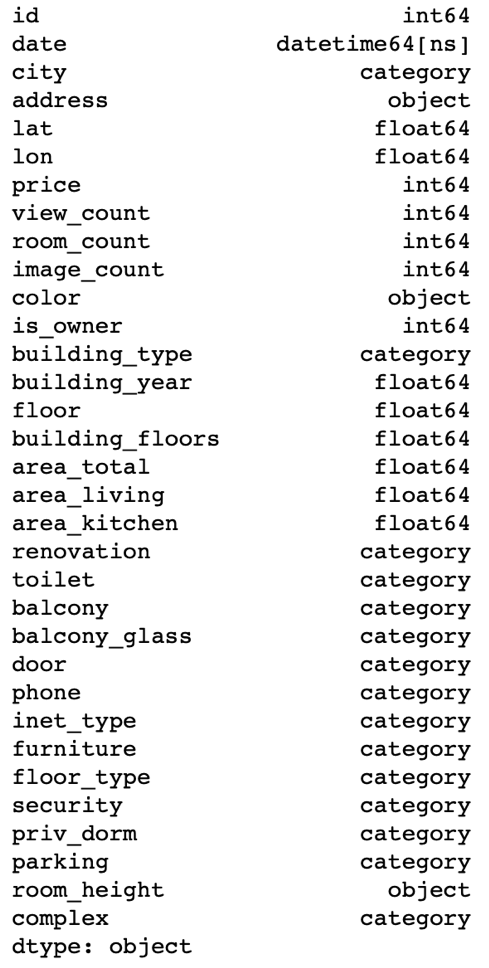 id int64
date datetime64[ns]
city category
address object
lat float64
lon float64
price int64
view_count int64
room_count int64
image_count int64
color object
is_owner int64
building_type category
building_year float64
floor float64
building_floors float64
area_total float64
area_living float64
area_kitchen float64
renovation category
toilet category
balcony category
balcony_glass category
door category
phone category
inet_type category
furniture category
floor_type category
security category
priv_dorm category
parking category
room_height object
complex category
dtype: object